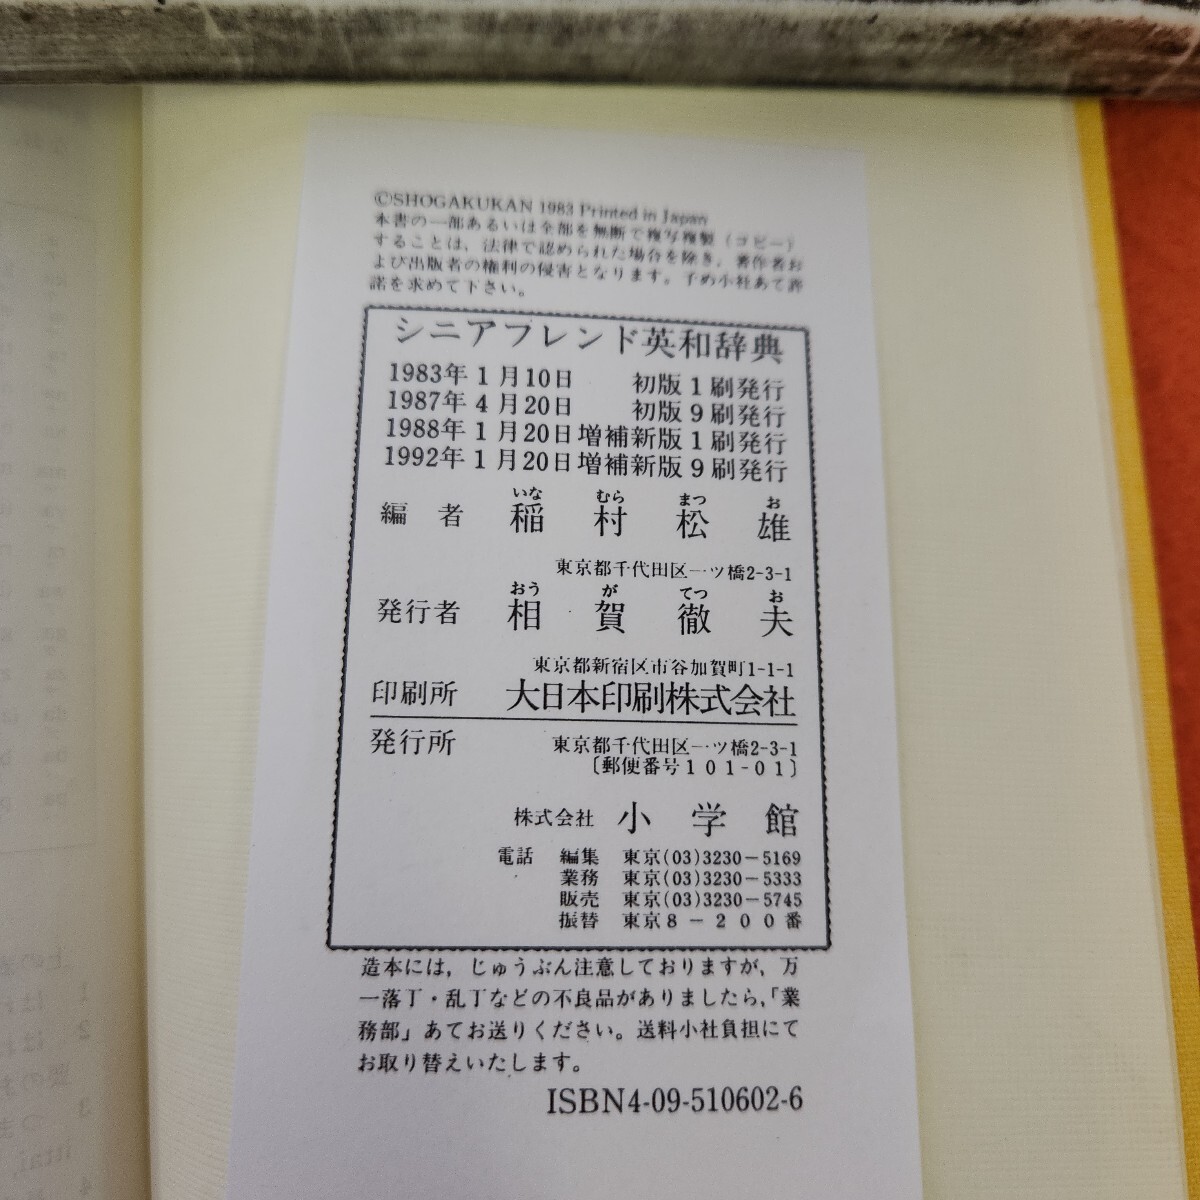 ©SHOGAKUKAN 1983 Printed in Japan
本書の一部あるいは全部を無断で複写複製(コピー)
することは、法律で認められた場合を除き、著作者お
よび出版者の権利の侵害となります。予め小社あて許
諾を求めて下さい。
シニアフレンド英和辞典
1983年1月10日 初版1刷発行
1987年4月20日 初版9刷発行
1988年1月20日増補新版1刷発行
1992年1月20日増補新版9刷発行
いな むら まつ お
編者 稲村松雄
東京都千代田区一ツ橋2-3-1
おう が てつ お
発行者 相賀徹夫
東京都新宿区市谷加賀町1-1-1
印刷所 大日本印刷株式会社
発行所 東京都千代田区一ツ橋2-3-1
〔郵便番号101-01〕
株式会社 小学館
電話 編集 東京(03)3230-5169
業務 東京(03)3230-5333
販売 東京(03)3230-5745
振替 東京8-200番
造本には、じゅうぶん注意しておりますが、万
一落丁・乱丁などの不良品がありましたら、「業
務部」あてお送りください。送料小社負担にて
お取り替えいたします。
ISBN4-09-510602-6